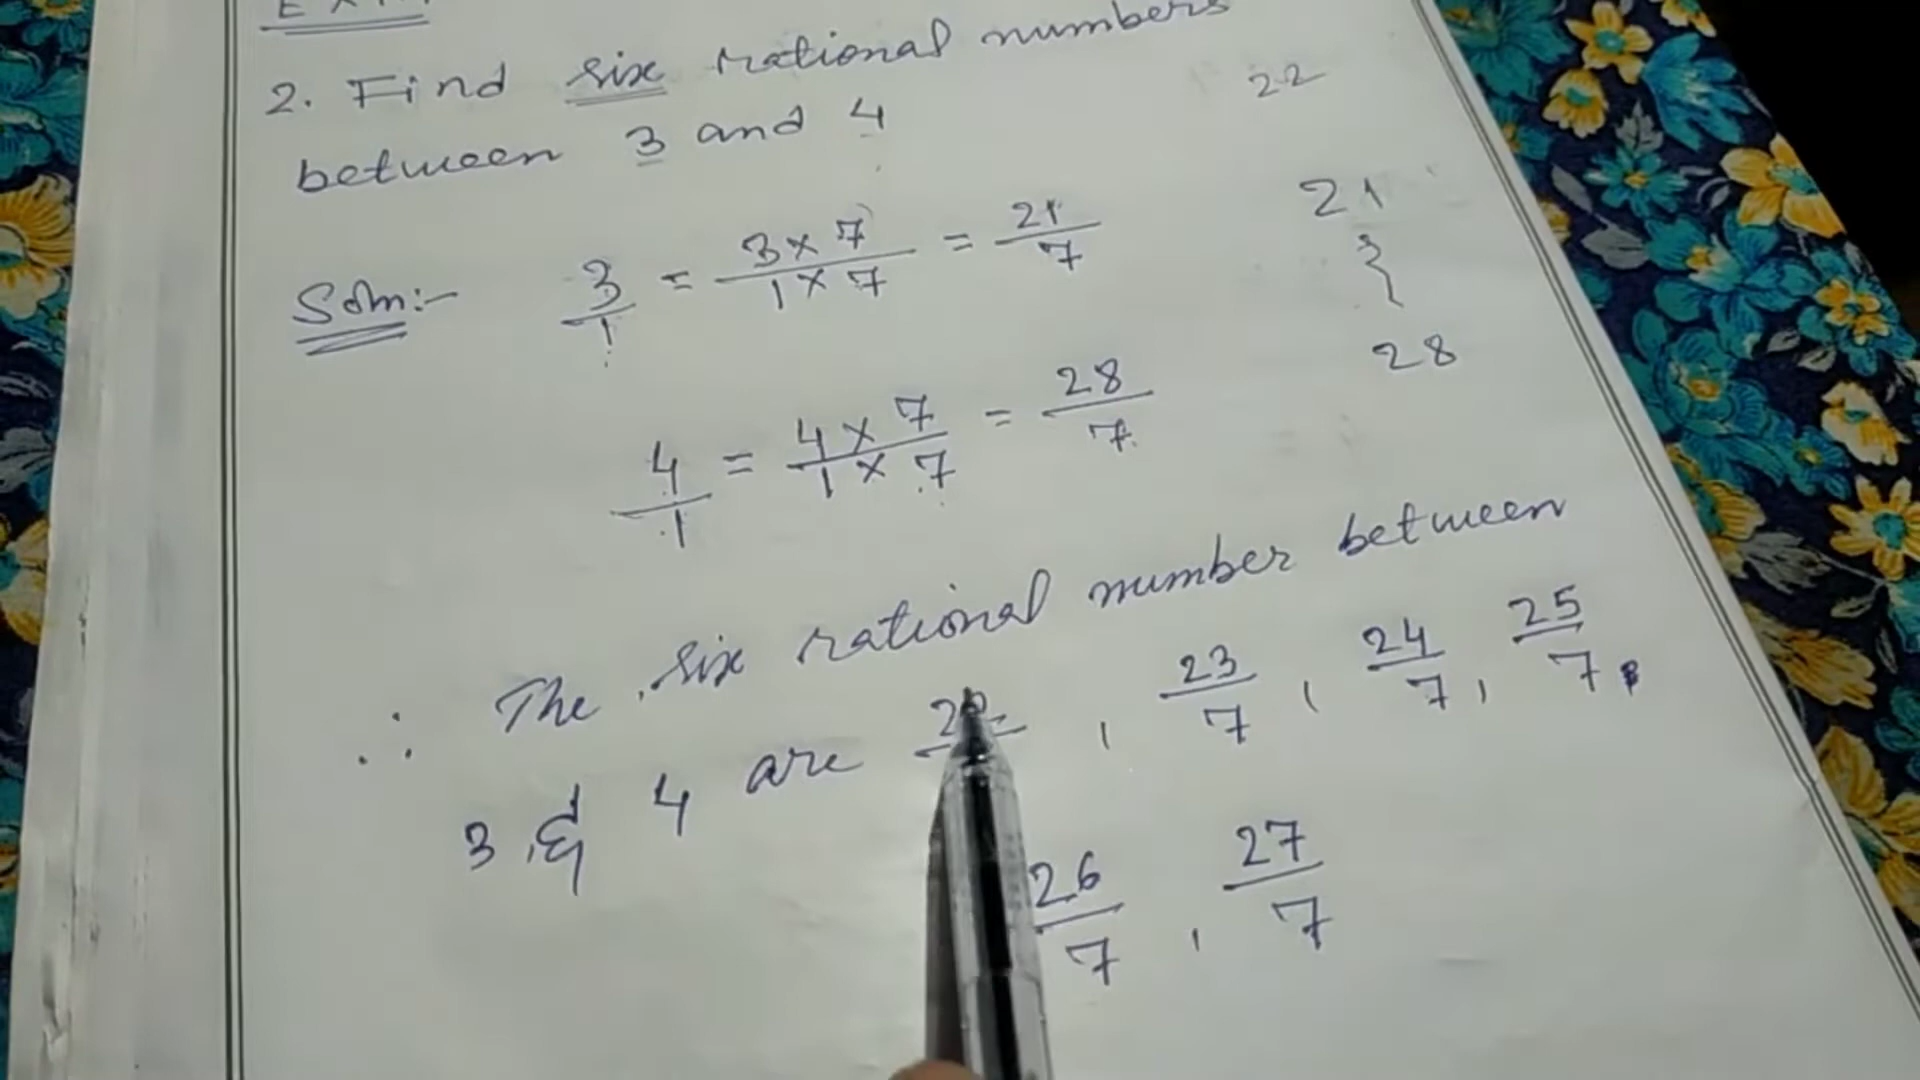 2. Find six rational numbers
between 3 and 4
22
Soln:- 3/1 = 3 × 7 / 1 × 7 = 21/7
21
28
4/1 = 4 × 7 / 1 × 7 = 28/7
∴ The six rational number between
3 & 4 are , 23/7 , 24/7 , 25/7,
26/7 , 27/7